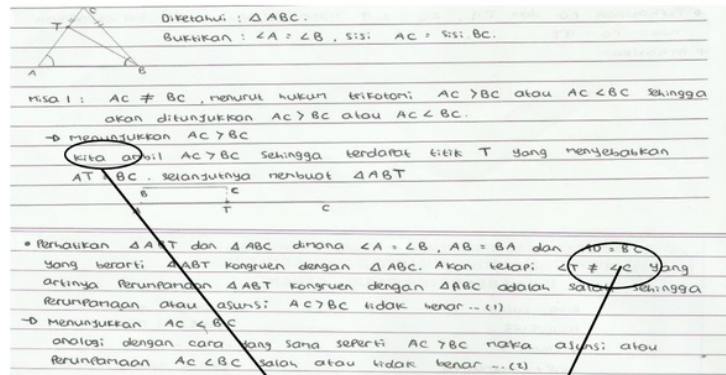 C
T
A
B
Diketahui : △ ABC.
Buktikan : ∠A = ∠B , sisi AC = sisi BC.
Misal : AC ≠ BC , menurut hukum trikotomi AC > BC atau AC < BC sehingga
akan ditunjukkan AC > BC atau AC < BC.
→ Menunjukkan AC > BC
kita ambil AC > BC sehingga terdapat titik T yang menyebabkan
AT = BC . selanjutnya membuat △ ABT
B C
A T C
• Perhatikan △ ABT dan △ ABC dimana ∠A = ∠B , AB = BA dan = BC
yang berarti △ABT kongruen dengan △ ABC. Akan tetapi ∠T ≠ ∠C yang
artinya Perumpamaan △ABT kongruen dengan △ABC adalah salah sehingga
Perumpamaan atau asumsi AC > BC tidak benar ... (1)
→ Menunjukkan AC < BC
analogi dengan cara yang sama seperti AC > BC maka asumsi atau
Perumpamaan AC < BC salah atau tidak benar ... (2)